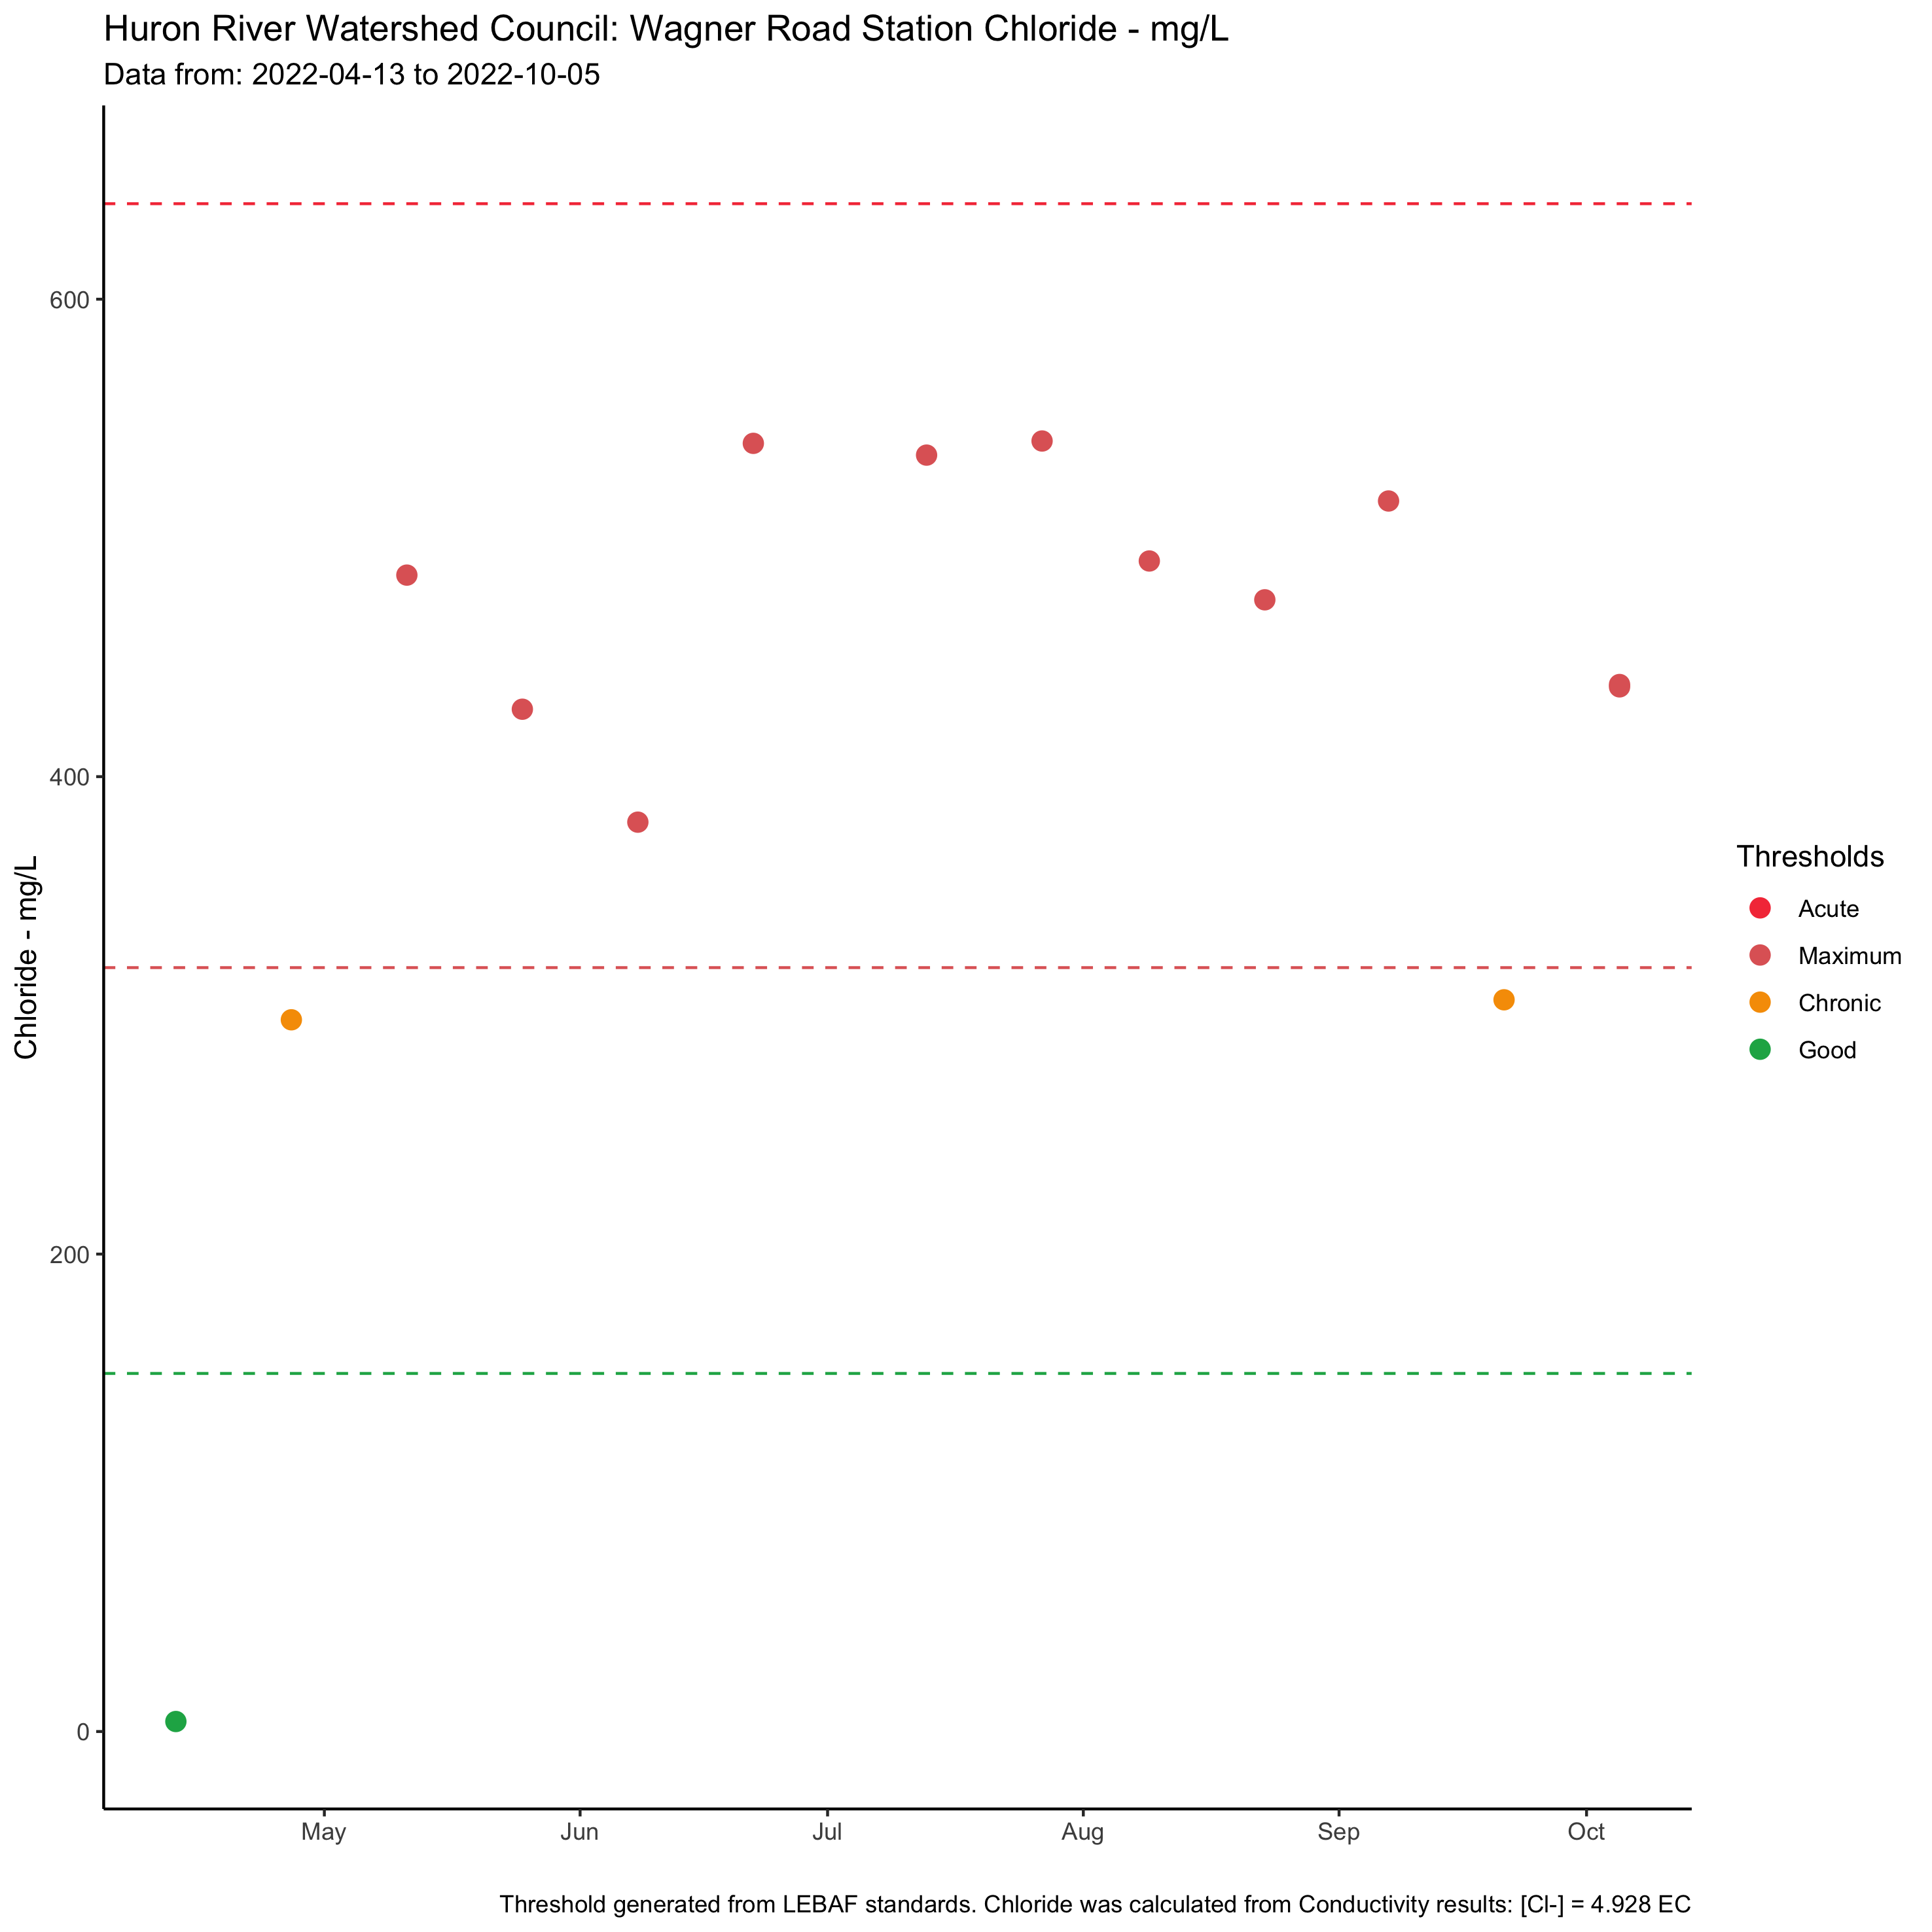 Huron River Watershed Council: Wagner Road Station Chloride - mg/L
Data from: 2022-04-13 to 2022-10-05
600
400
200
0
Chloride - mg/L
May Jun Jul Aug Sep Oct
Thresholds
Acute
Maximum
Chronic
Good
Threshold generated from LEBAF standards. Chloride was calculated from Conductivity results: [Cl-] = 4.928 EC